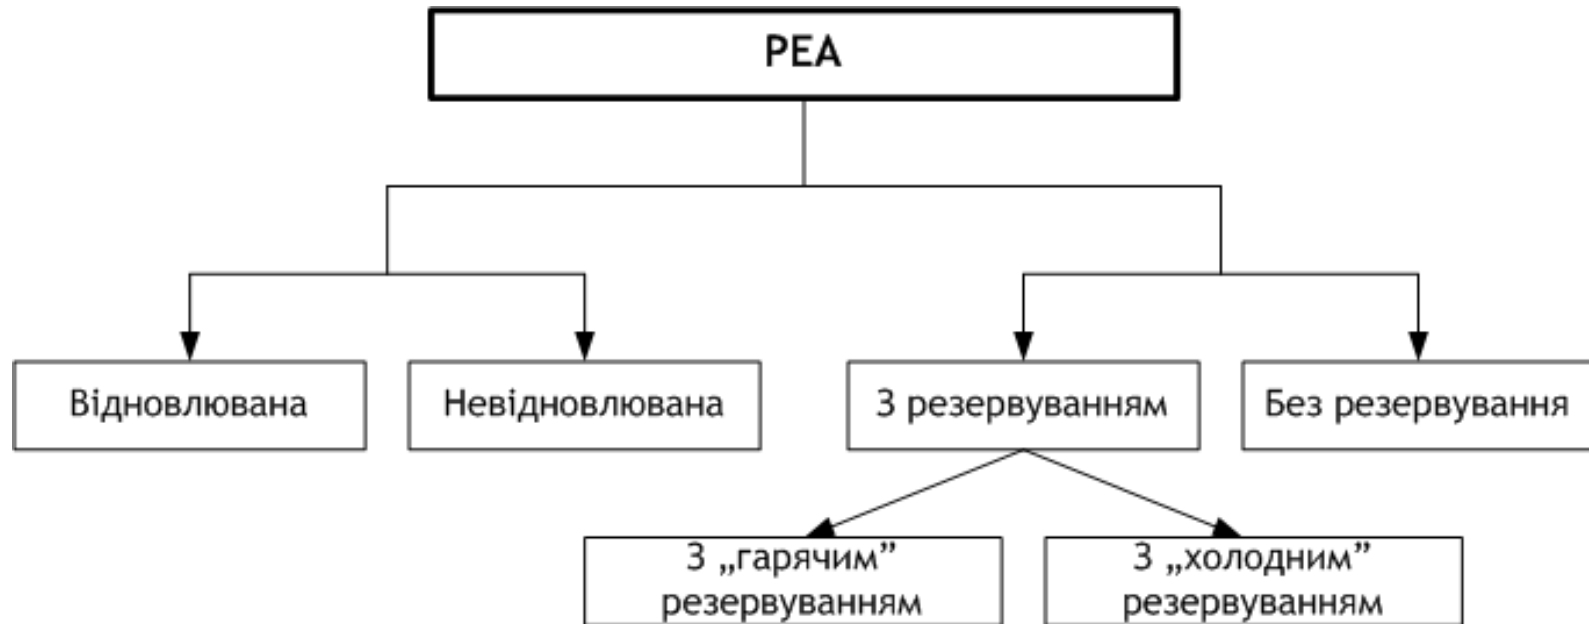 РЕА
Відновлювана
Невідновлювана
З резервуванням
Без резервування
З „гарячим”
резервуванням
З „холодним”
резервуванням